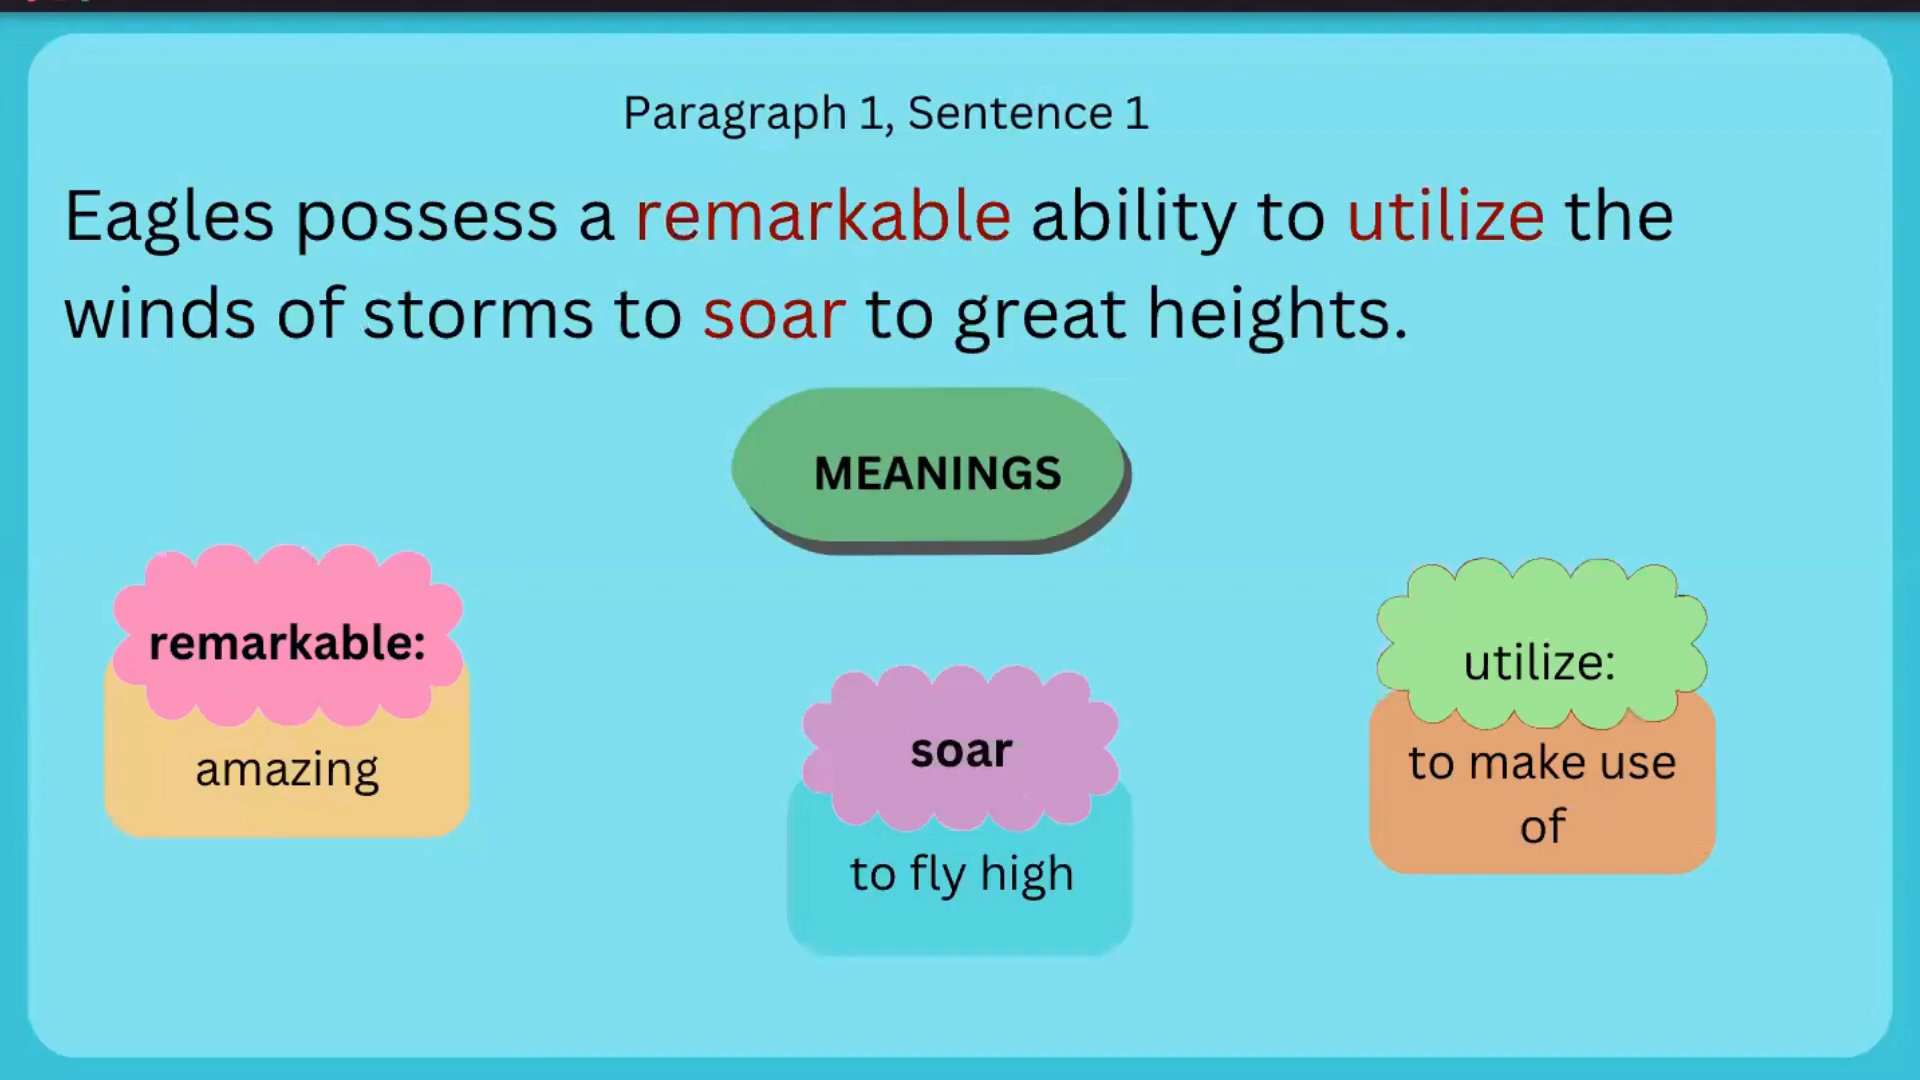 Paragraph 1, Sentence 1
Eagles possess a remarkable ability to utilize the
winds of storms to soar to great heights.
MEANINGS
remarkable:
amazing
soar
to fly high
utilize:
to make use
of